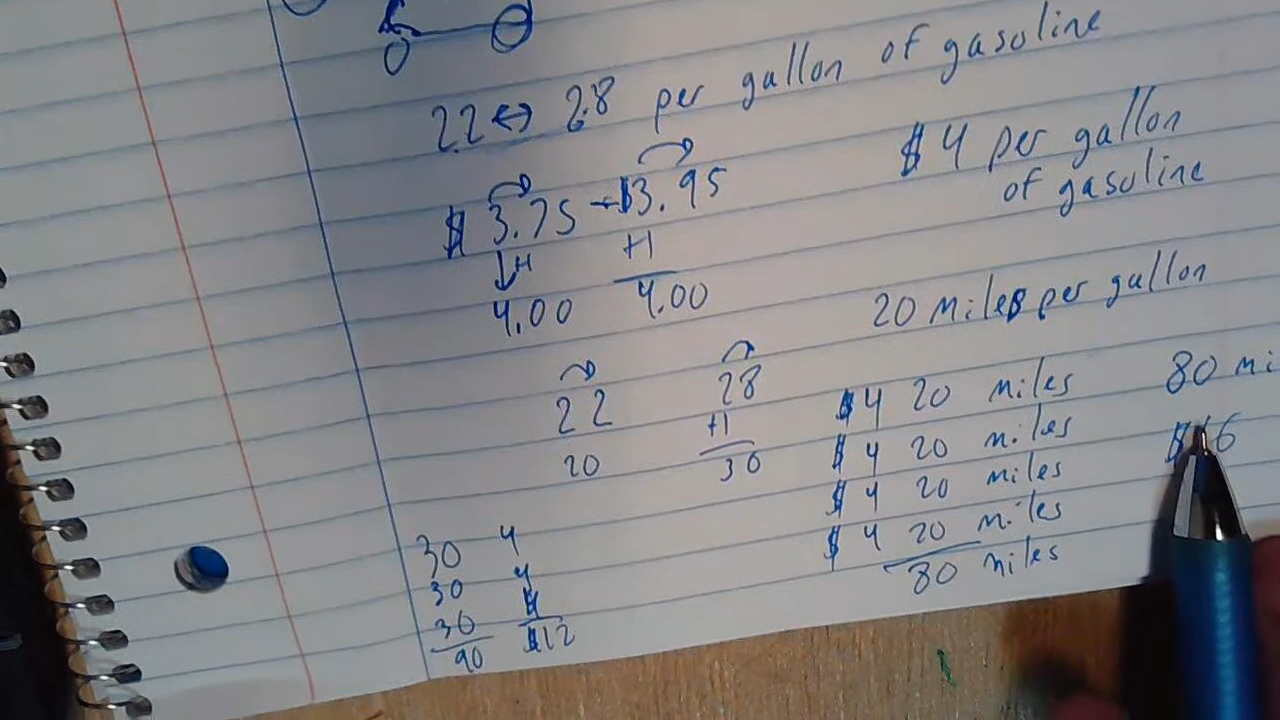 22 ↔ 28 per gallon of gasoline
$ 3.75 - $3.95
+1 +1
4.00 4.00
$4 per gallon
of gasoline
20 miles per gallon
22 28
+1
20 30
30 4
30 4
30 4
90 $12
$4 20 miles
$4 20 miles
$4 20 miles
$4 20 miles
80 miles
80 mi
$16